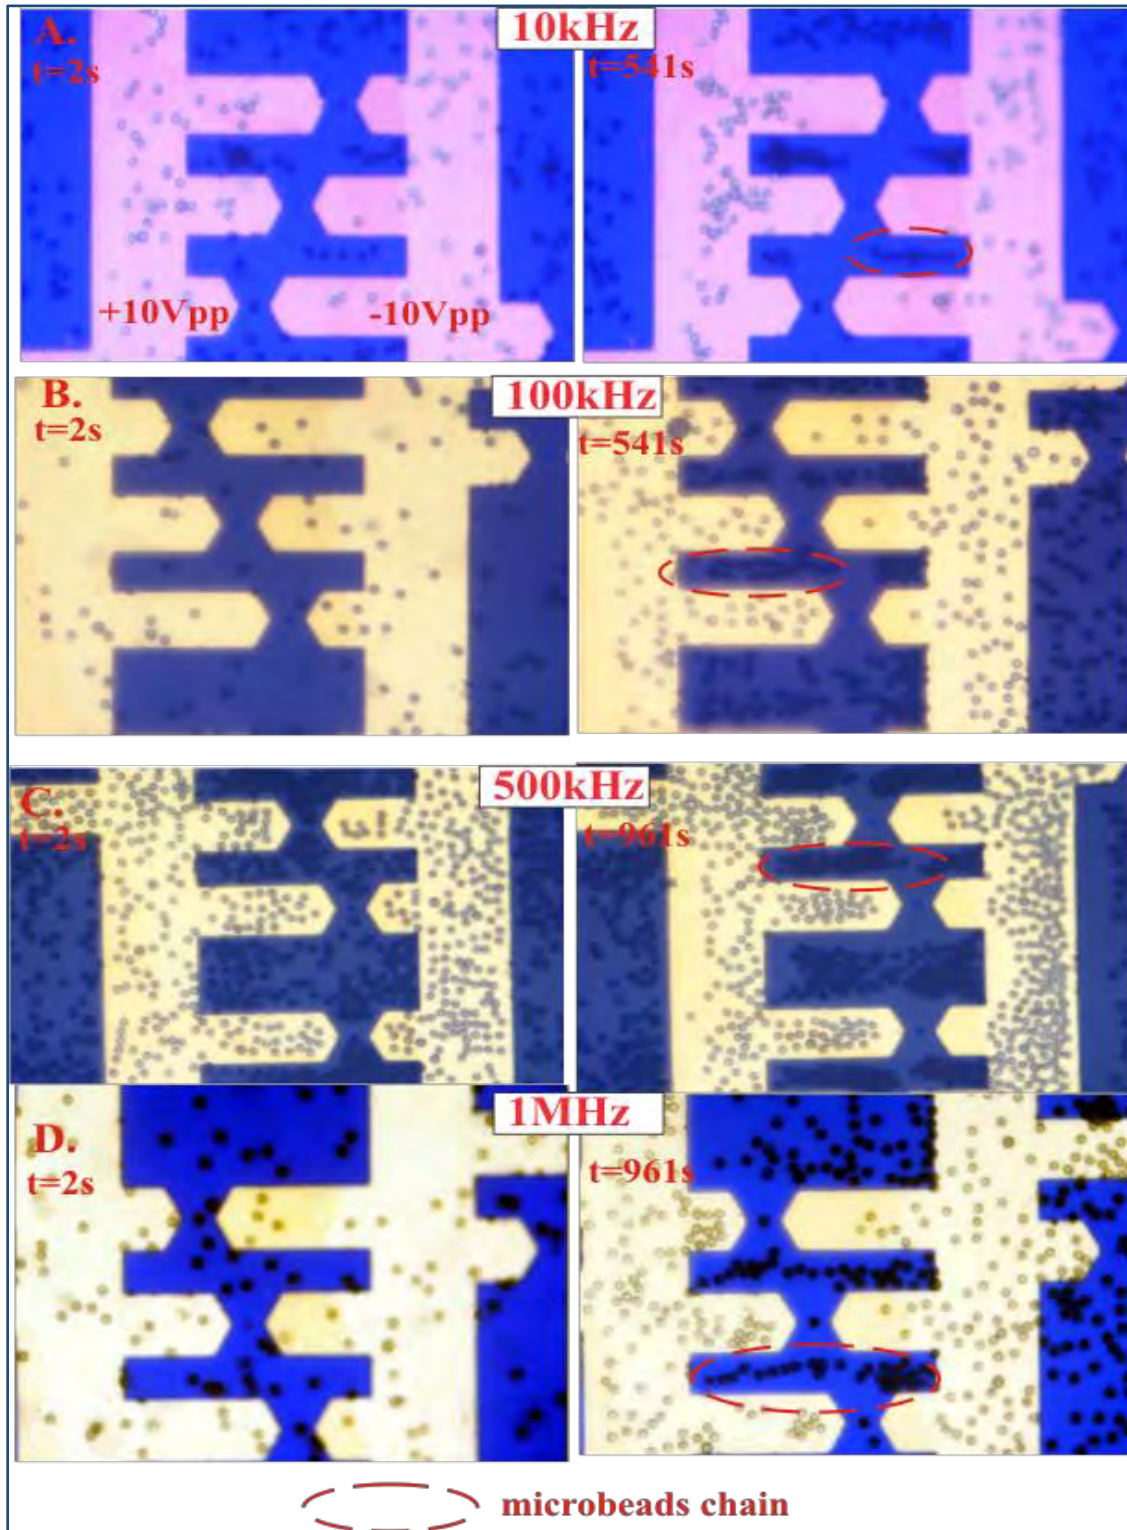 A.
t=2s
10kHz
t=541s
+10Vpp
-10Vpp
B.
t=2s
100kHz
t=541s
C.
t=2s
500kHz
t=961s
D.
t=2s
1MHz
t=961s
microbeads chain